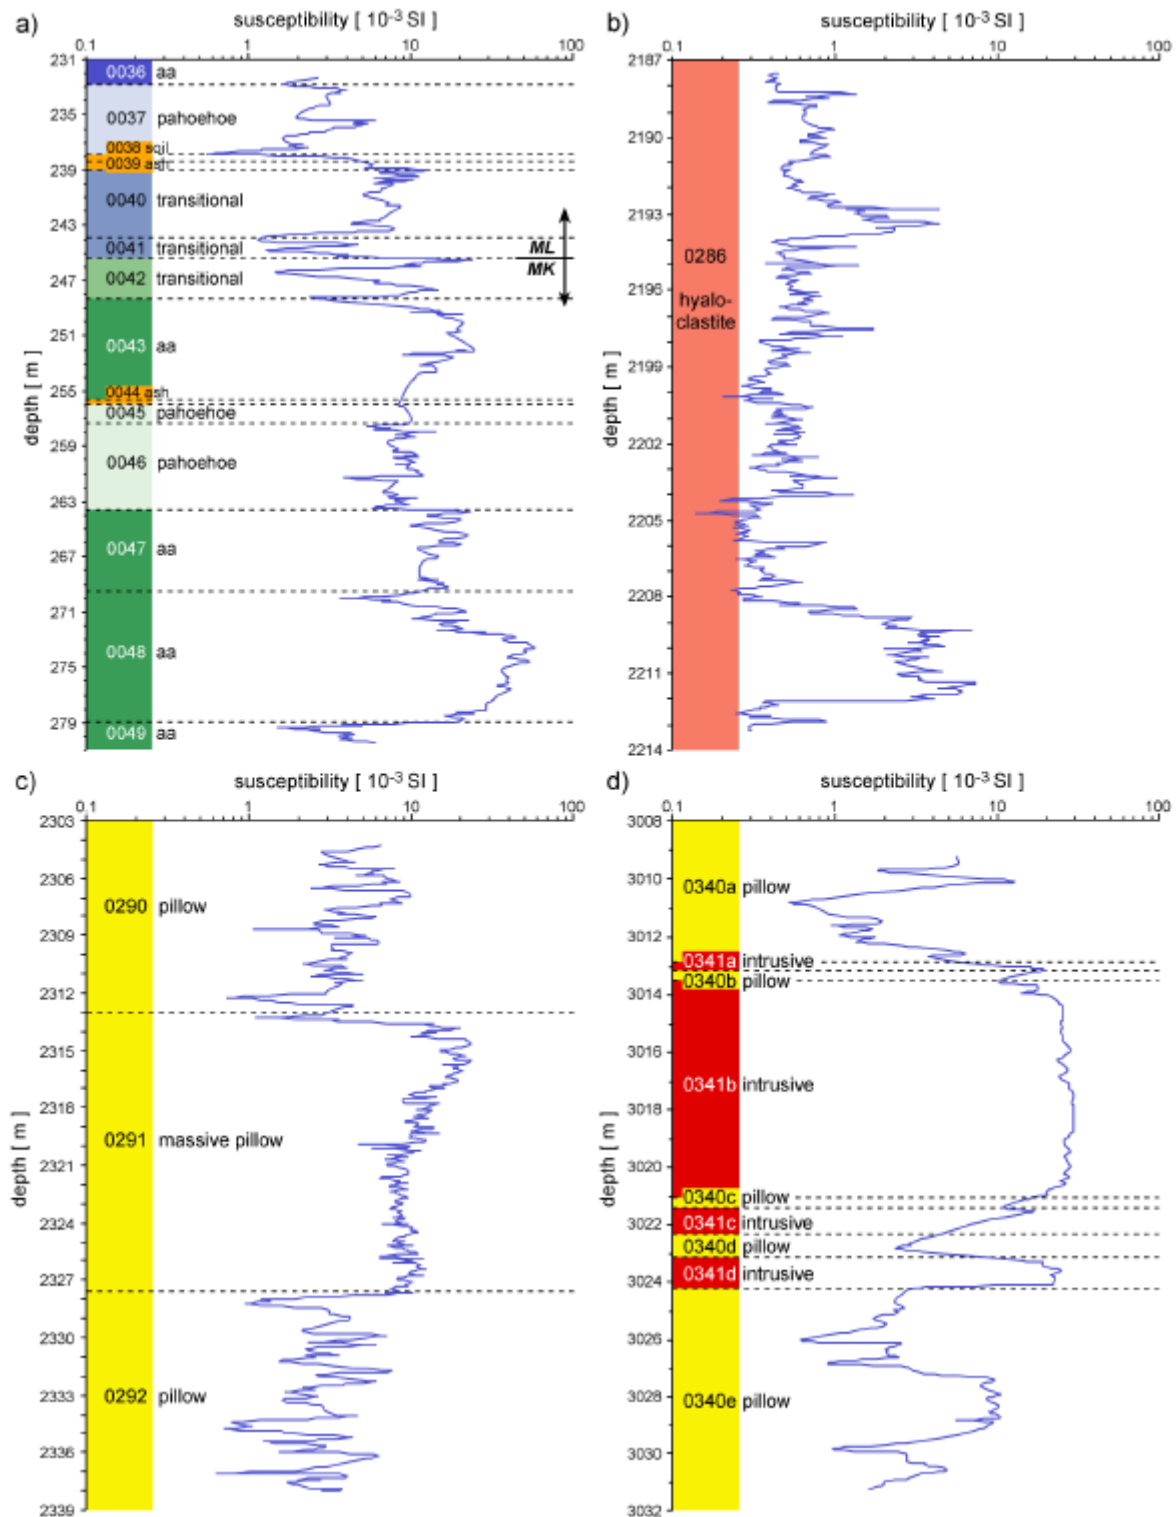 a)
susceptibility [ 10-3 SI ]
0.1 1 10 100
depth [ m ]
231
235
239
243
247
251
255
259
263
267
271
275
279
0036 aa
0037 pahoehoe
0038 soil
0039 ash
0040 transitional
0041 transitional
ML
MK
0042 transitional
0043 aa
0044 ash
0045 pahoehoe
0046 pahoehoe
0047 aa
0048 aa
0049 aa
b)
susceptibility [ 10-3 SI ]
0.1 1 10 100
depth [ m ]
2187
2190
2193
2196
2199
2202
2205
2208
2211
2214
0286
hyalo-
clastite
c)
susceptibility [ 10-3 SI ]
0.1 1 10 100
depth [ m ]
2303
2306
2309
2312
2315
2318
2321
2324
2327
2330
2333
2336
2339
0290 pillow
0291 massive pillow
0292 pillow
d)
susceptibility [ 10-3 SI ]
0.1 1 10 100
depth [ m ]
3008
3010
3012
3014
3016
3018
3020
3022
3024
3026
3028
3030
3032
0340a pillow
0341a intrusive
0340b pillow
0341b intrusive
0340c pillow
0341c intrusive
0340d pillow
0341d intrusive
0340e pillow